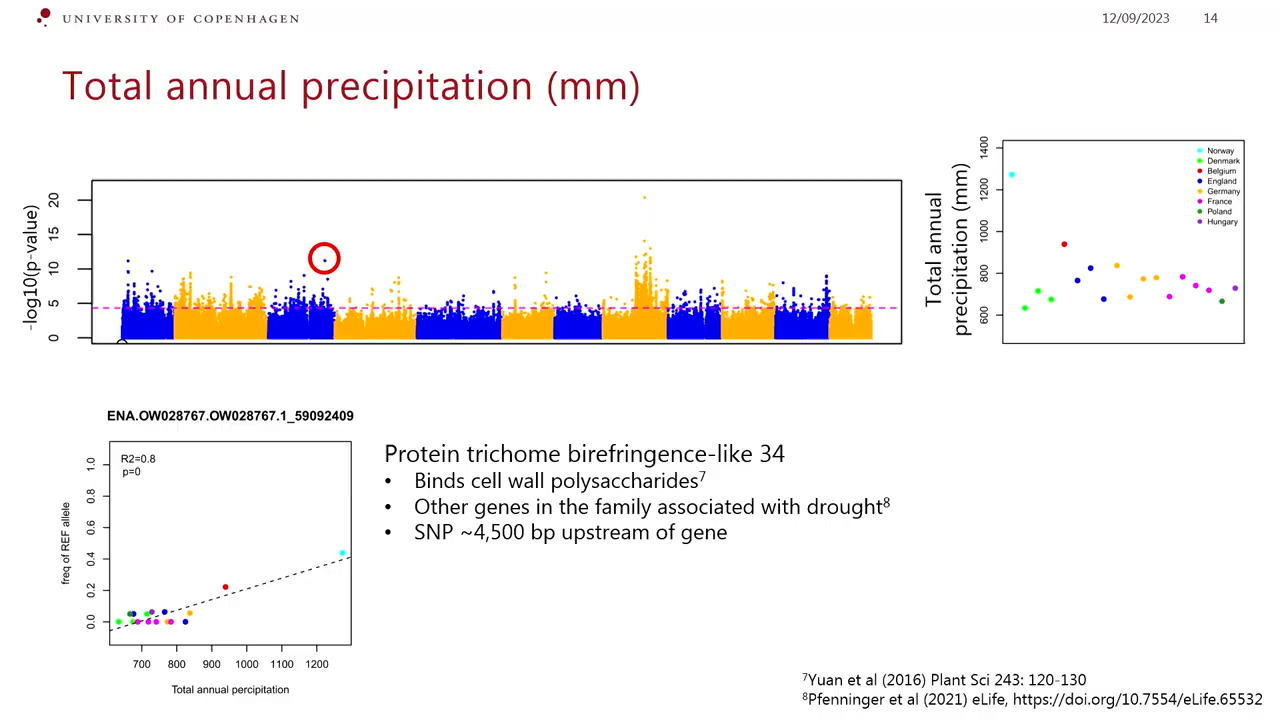 UNIVERSITY OF COPENHAGEN
12/09/2023 14
Total annual precipitation (mm)
-log10(p-value)
0 5 10 15 20
Total annual
precipitation (mm)
600 800 1000 1200 1400
Norway
Denmark
Belgium
England
Germany
France
Poland
Hungary
ENA.OW028767.OW028767.1_59092409
R2=0.8
p=0
freq of REF allele
0.0 0.2 0.4 0.6 0.8 1.0
700 800 900 1000 1100 1200
Total annual percipitation
Protein trichome birefringence-like 34
• Binds cell wall polysaccharides⁷
• Other genes in the family associated with drought⁸
• SNP ~4,500 bp upstream of gene
⁷Yuan et al (2016) Plant Sci 243: 120-130
⁸Pfenninger et al (2021) eLife, https://doi.org/10.7554/eLife.65532